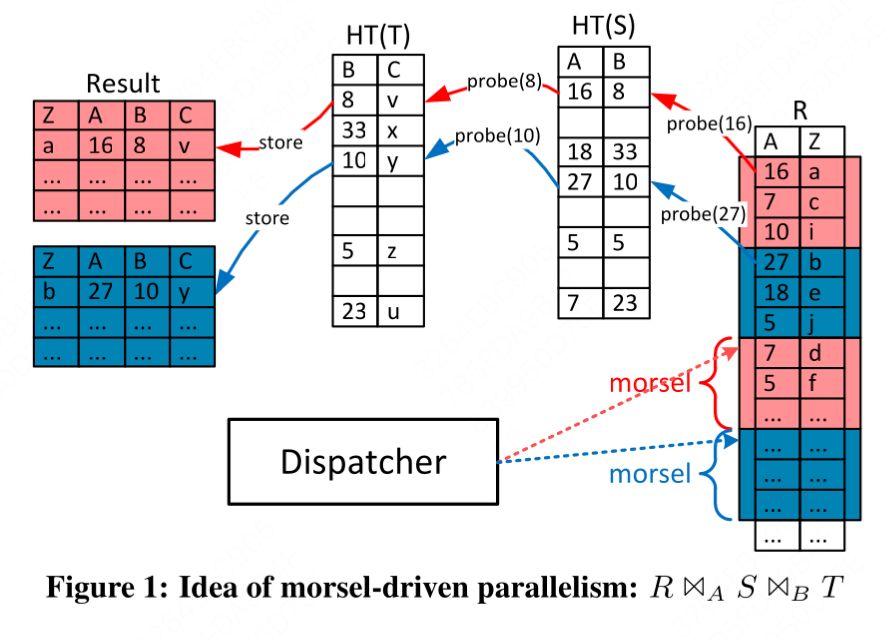 HT(T)
HT(S)
Result
R
Z A B C
a 16 8 v
... ... ... ...
... ... ... ...
Z A B C
b 27 10 y
... ... ... ...
... ... ... ...
store
store
B C
8 v
33 x
10 y
5 z
23 u
probe(8)
probe(10)
A B
16 8
18 33
27 10
5 5
7 23
probe(16)
probe(27)
A Z
16 a
7 c
10 i
27 b
18 e
5 j
7 d
5 f
... ...
... ...
... ...
... ...
... ...
morsel
morsel
Dispatcher
Figure 1: Idea of morsel-driven parallelism: R ⋈A S ⋈B T